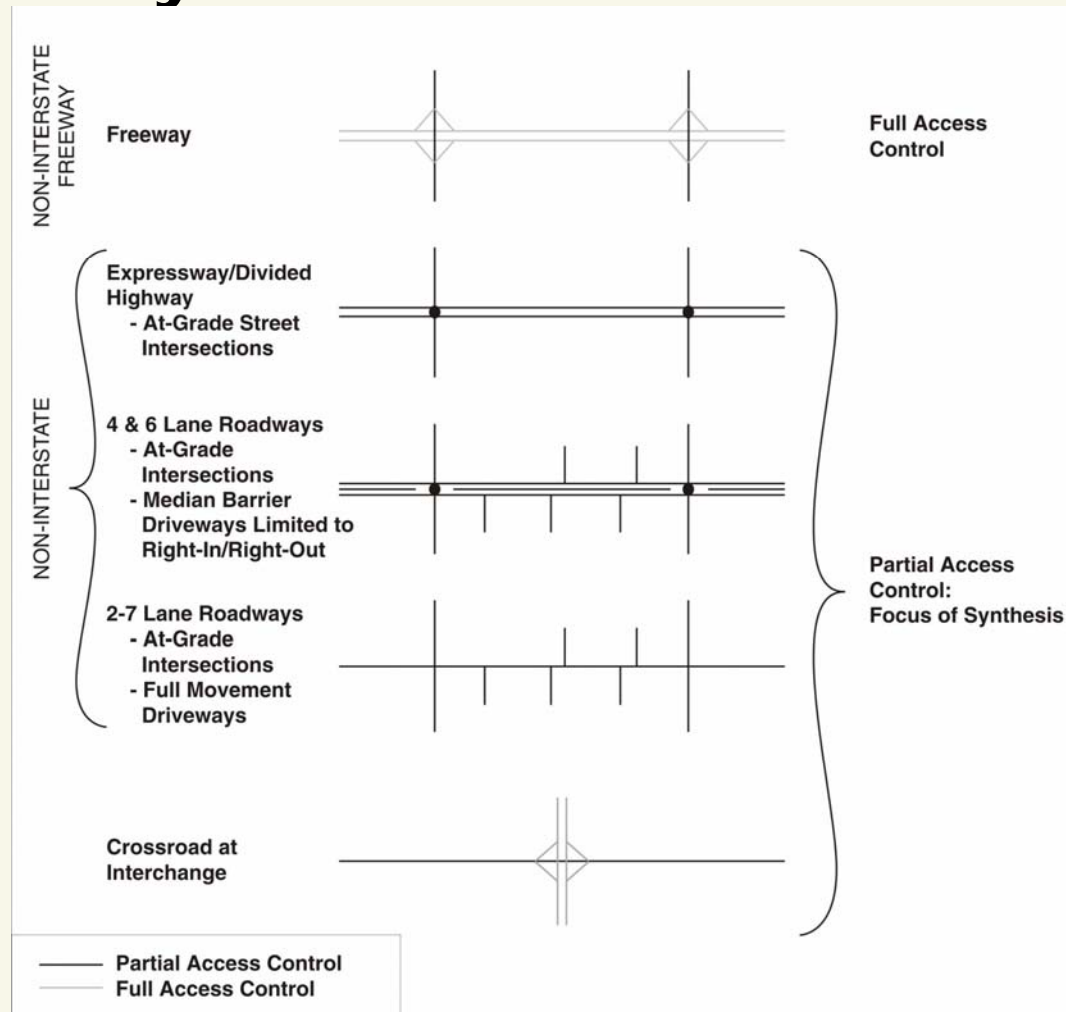 NON-INTERSTATE
FREEWAY
Freeway
Full Access
Control
NON-INTERSTATE
Expressway/Divided
Highway
- At-Grade Street
Intersections
4 & 6 Lane Roadways
- At-Grade
Intersections
- Median Barrier
Driveways Limited to
Right-In/Right-Out
2-7 Lane Roadways
- At-Grade
Intersections
- Full Movement
Driveways
Partial Access
Control:
Focus of Synthesis
Crossroad at
Interchange
Partial Access Control
Full Access Control